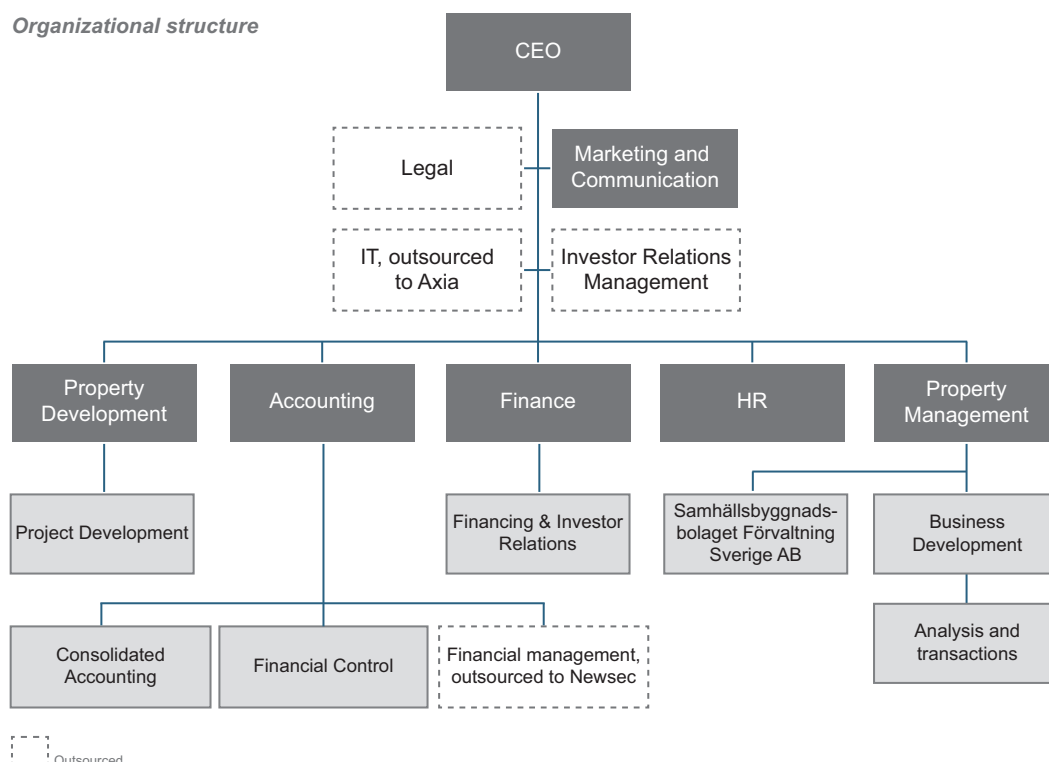 Organizational structure
CEO
Legal
Marketing and
Communication
IT, outsourced
to Axia
Investor Relations
Management
Property
Development
Accounting
Finance
HR
Property
Management
Project Development
Financing & Investor
Relations
Samhällsbyggnads-
bolaget Förvaltning
Sverige AB
Business
Development
Consolidated
Accounting
Financial Control
Financial management,
outsourced to Newsec
Analysis and
transactions
Outsourced